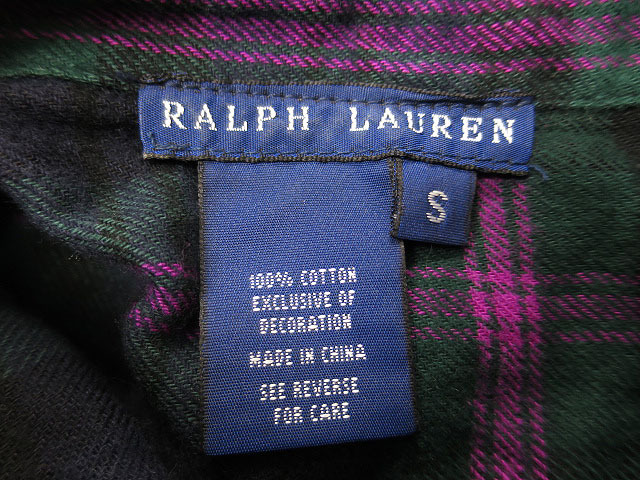 RALPH LAUREN
S
100% COTTON
EXCLUSIVE OF
DECORATION
MADE IN CHINA
SEE REVERSE
FOR CARE